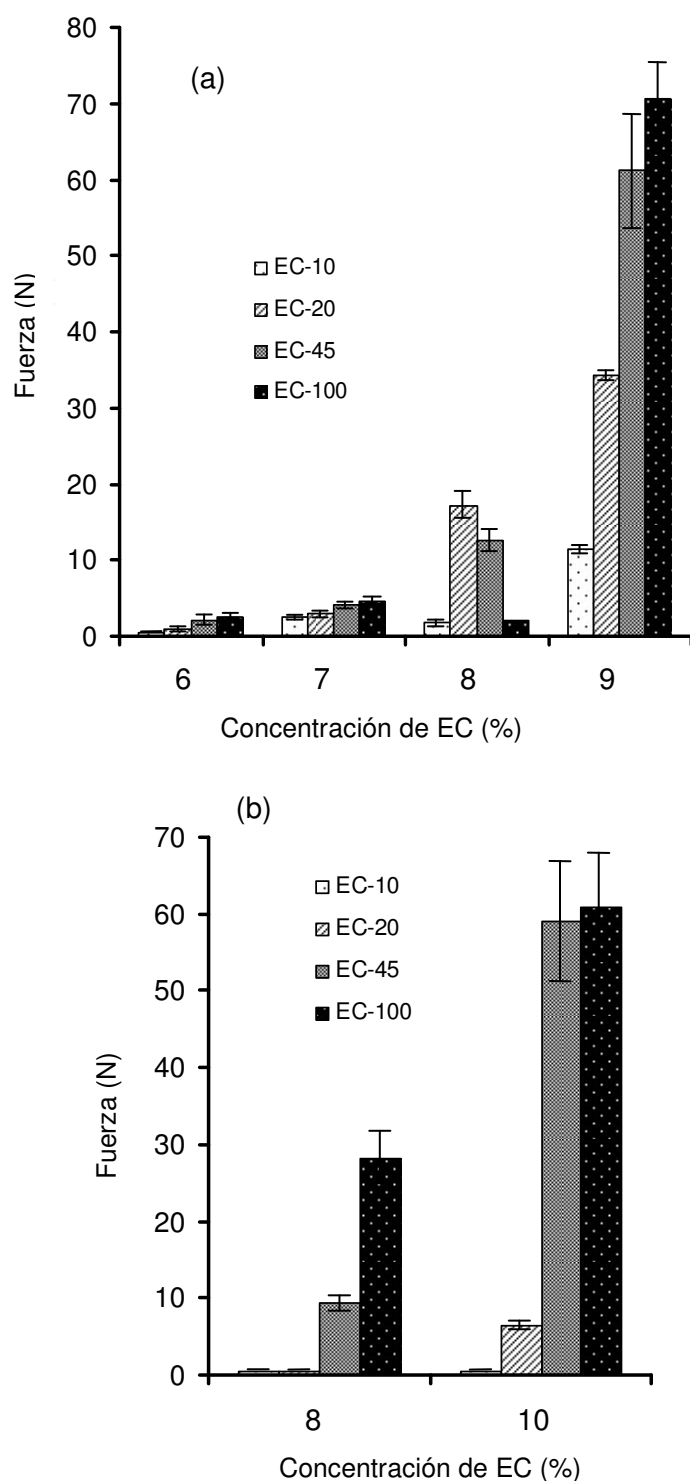 (a)
80
70
60
50
40
30
20
10
0
Fuerza (N)
EC-10
EC-20
EC-45
EC-100
6 7 8 9
Concentración de EC (%)
(b)
70
60
50
40
30
20
10
0
Fuerza (N)
EC-10
EC-20
EC-45
EC-100
8 10
Concentración de EC (%)